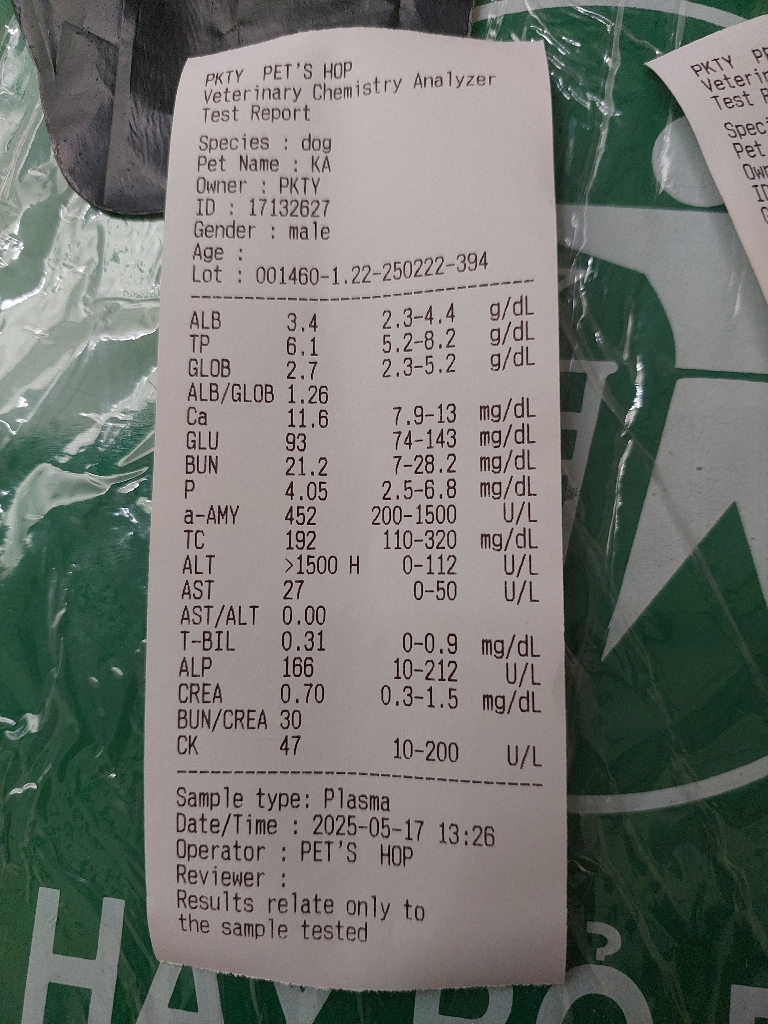 PKTY PET'S HOP
Veterinary Chemistry Analyzer
Test Report
Species : dog
Pet Name : KA
Owner : PKTY
ID : 17132627
Gender : male
Age :
Lot : 001460-1.22-250222-394
ALB 3.4 2.3-4.4 g/dL
TP 6.1 5.2-8.2 g/dL
GLOB 2.7 2.3-5.2 g/dL
ALB/GLOB 1.26
Ca 11.6 7.9-13 mg/dL
GLU 93 74-143 mg/dL
BUN 21.2 7-28.2 mg/dL
P 4.05 2.5-6.8 mg/dL
a-AMY 452 200-1500 U/L
TC 192 110-320 mg/dL
ALT >1500 H 0-112 U/L
AST 27 0-50 U/L
AST/ALT 0.00
T-BIL 0.31 0-0.9 mg/dL
ALP 166 10-212 U/L
CREA 0.70 0.3-1.5 mg/dL
BUN/CREA 30
CK 47 10-200 U/L
Sample type: Plasma
Date/Time : 2025-05-17 13:26
Operator : PET'S HOP
Reviewer :
Results relate only to
the sample tested
PKTY
Test
Pet
HAY BỎ